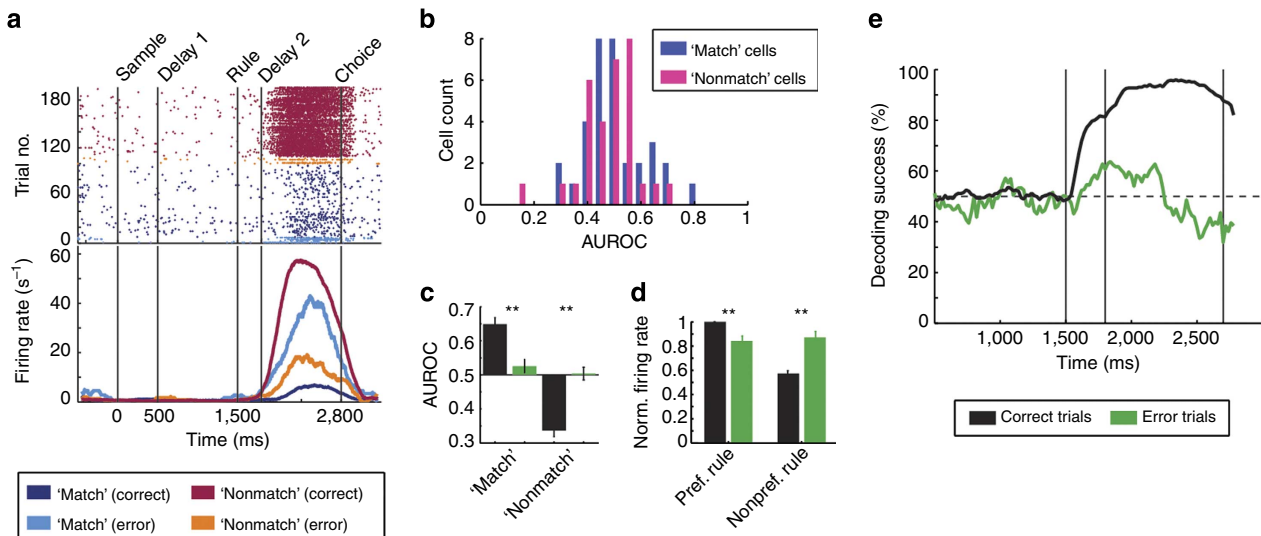 a
Sample
Delay 1
Rule
Delay 2
Choice
180
120
60
0
Trial no.
60
40
20
0
Firing rate (s⁻¹)
0 500 1,500 2,800
Time (ms)
'Match' (correct)
'Nonmatch' (correct)
'Match' (error)
'Nonmatch' (error)
b
8
6
4
2
0
Cell count
0 0.2 0.4 0.6 0.8 1
AUROC
'Match' cells
'Nonmatch' cells
c
0.7
0.6
0.5
0.4
0.3
AUROC
** **
'Match'
'Nonmatch'
d
1
0.8
0.6
0.4
0.2
0
Norm. firing rate
** **
Pref. rule
Nonpref. rule
e
100
80
60
40
20
0
Decoding success (%)
1,000 1,500 2,000 2,500
Time (ms)
Correct trials
Error trials